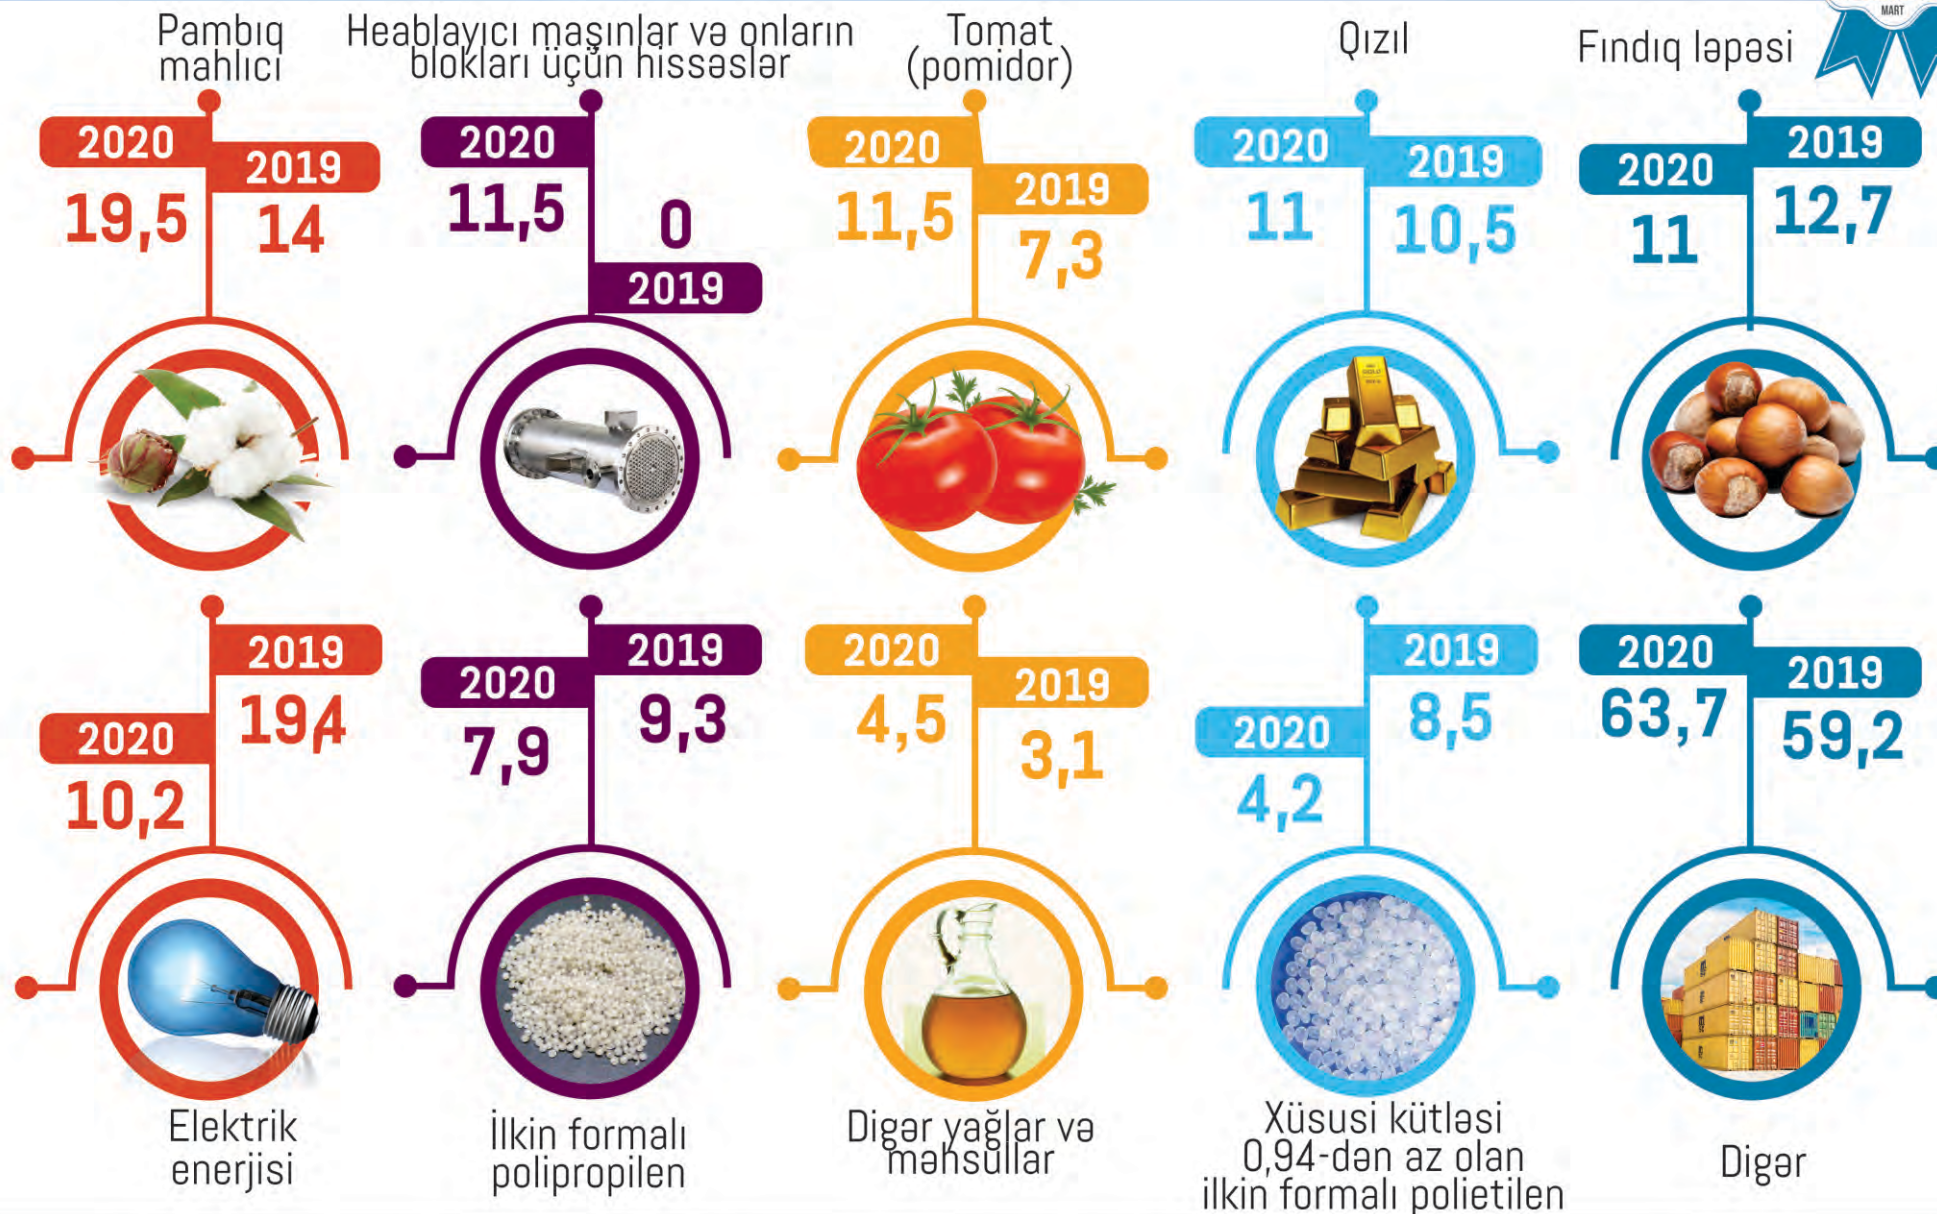 MART
Pambıq
mahlıcı
2020
2019
19,5
14
Heablayıcı maşınlar və onların
blokları üçün hissəslər
2020
11,5
0
2019
Tomat
(pomidor)
2020
2019
11,5
7,3
Qızıl
2020
2019
11
10,5
Fındıq ləpəsi
2019
2020
12,7
11
2019
19,4
2020
10,2
Elektrik
enerjisi
2019
2020
9,3
7,9
İlkin formalı
polipropilen
2020
2019
4,5
3,1
Digər yağlar və
məhsullar
2019
8,5
2020
4,2
Xüsusi kütləsi
0,94-dən az olan
ilkin formalı polietilen
2020
2019
63,7
59,2
Digər